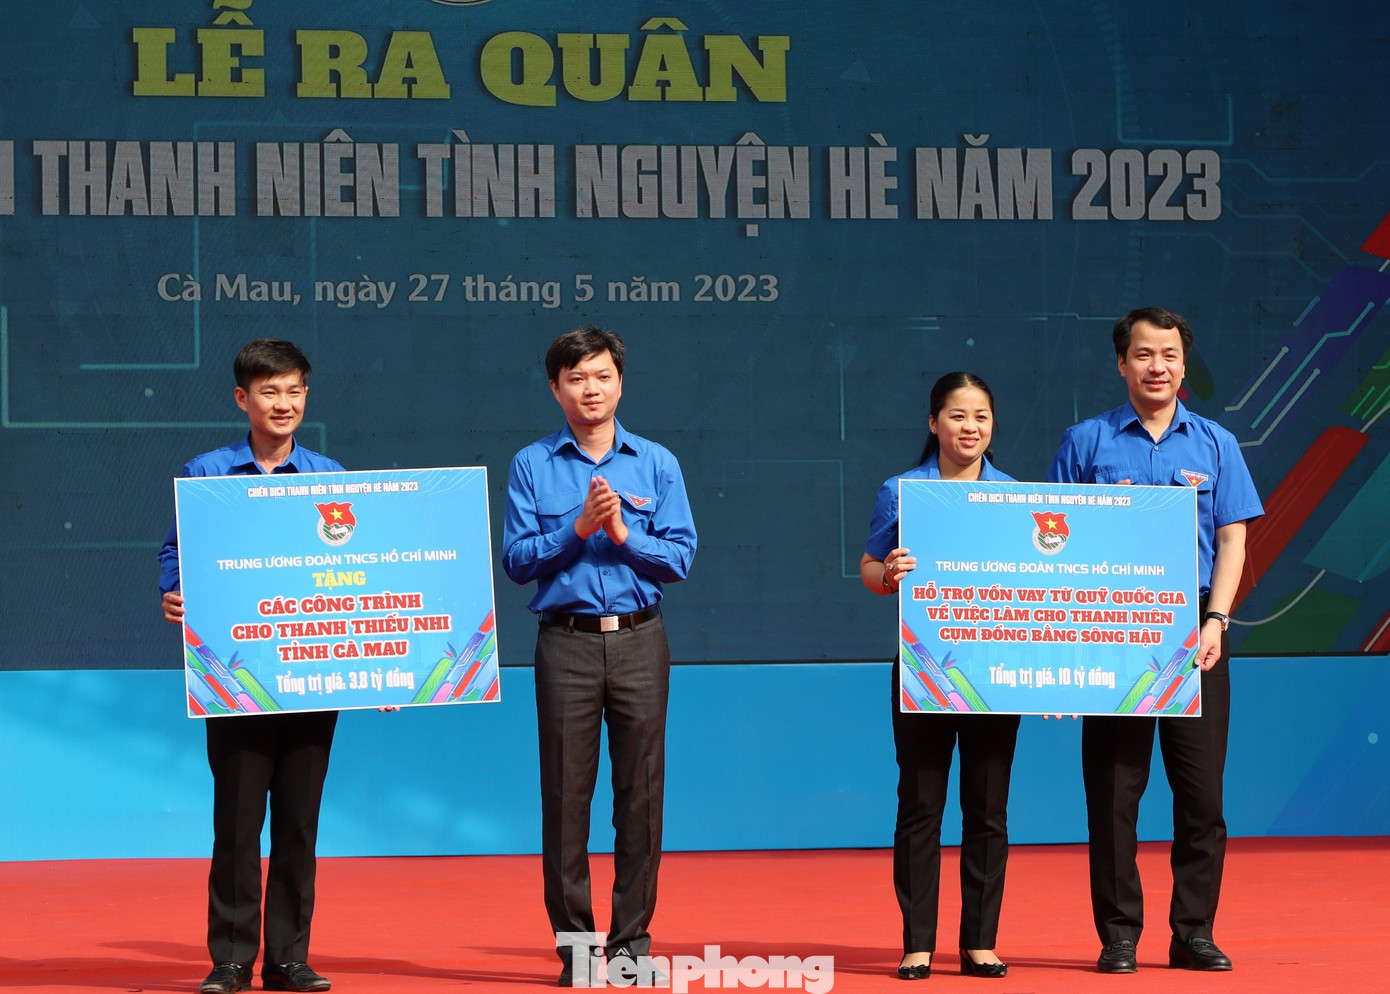 LỄ RA QUÂN
THANH NIÊN TÌNH NGUYỆN HÈ NĂM 2023
Cà Mau, ngày 27 tháng 5 năm 2023
CHIẾN DỊCH THANH NIÊN TÌNH NGUYỆN HÈ NĂM 2023
TRUNG ƯƠNG ĐOÀN TNCS HỒ CHÍ MINH
TẶNG
CÁC CÔNG TRÌNH
CHO THANH THIẾU NHI
TỈNH CÀ MAU
Tổng trị giá: 3,8 tỷ đồng
CHIẾN DỊCH THANH NIÊN TÌNH NGUYỆN HÈ NĂM 2023
TRUNG ƯƠNG ĐOÀN TNCS HỒ CHÍ MINH
HỖ TRỢ VỐN VAY TỪ QUỸ QUỐC GIA
VỀ VIỆC LÀM CHO THANH NIÊN
CỤM ĐỒNG BẰNG SÔNG HẬU
Tổng trị giá: 10 tỷ đồng
Tienphong